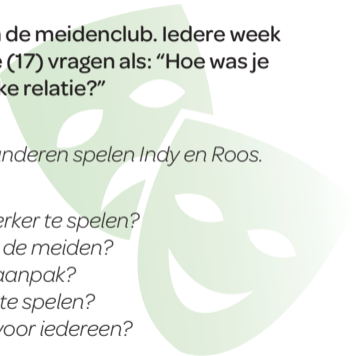 de meidenclub. Iedere week
(17) vragen als: “Hoe was je
ke relatie?”
anderen spelen Indy en Roos.
erker te spelen?
de meiden?
aanpak?
te spelen?
voor iedereen?